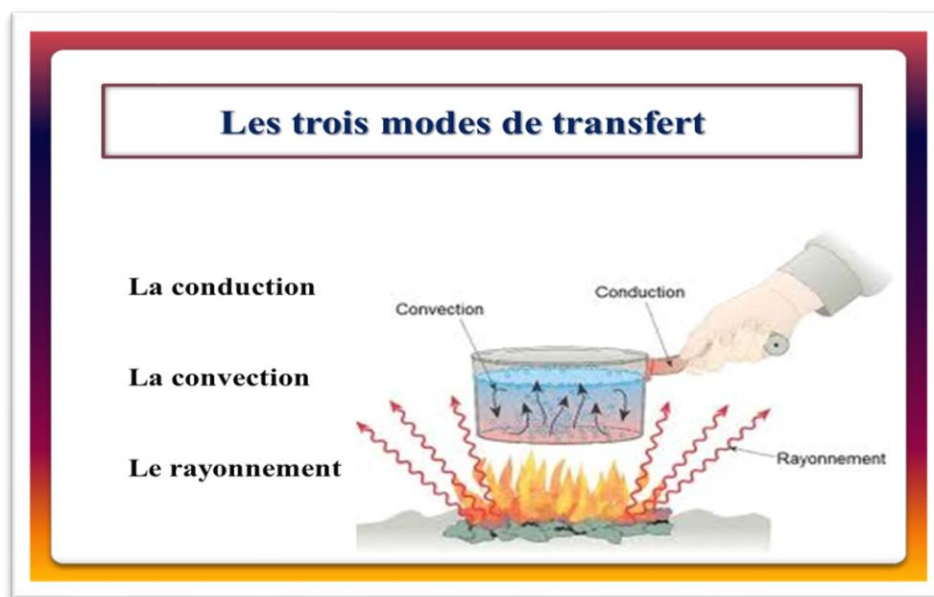 Les trois modes de transfert
La conduction
La convection
Le rayonnement
Convection
Conduction
Rayonnement